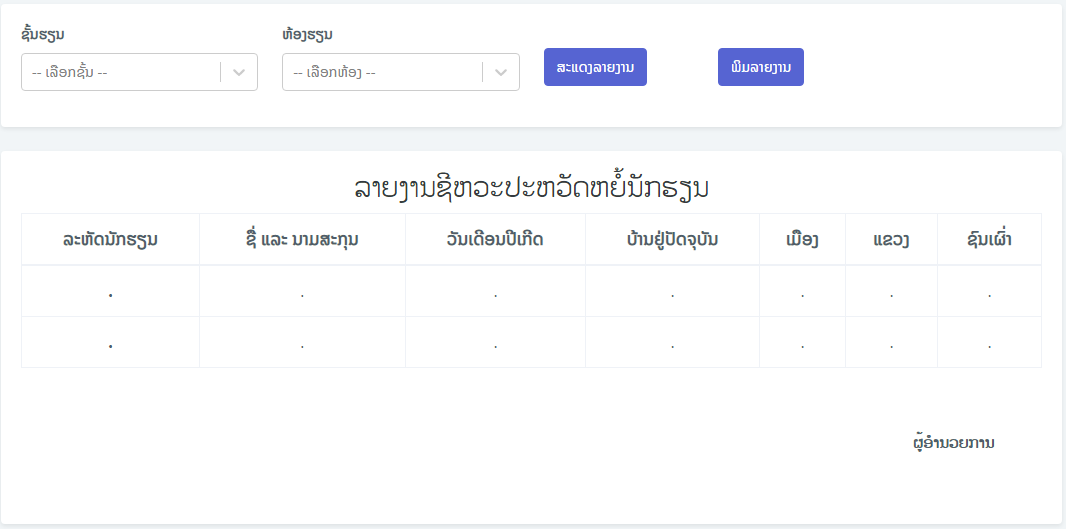 ຊັ້ນຮຽນ ຫ້ອງຮຽນ
-- ເລືອກຊັ້ນ -- -- ເລືອກຫ້ອງ -- ສະແດງລາຍງານ ພິມລາຍງານ
ລາຍງານຊີຫວະປະຫວັດຫຍໍ້ນັກຮຽນ
ລະຫັດນັກຮຽນ ຊື່ ແລະ ນາມສະກຸນ ວັນເດືອນປີເກີດ ບ້ານຢູ່ປັດຈຸບັນ ເມືອງ ແຂວງ ຊົນເຜົ່າ
. . . . . . .
. . . . . . .
ຜູ້ອຳນວຍການ